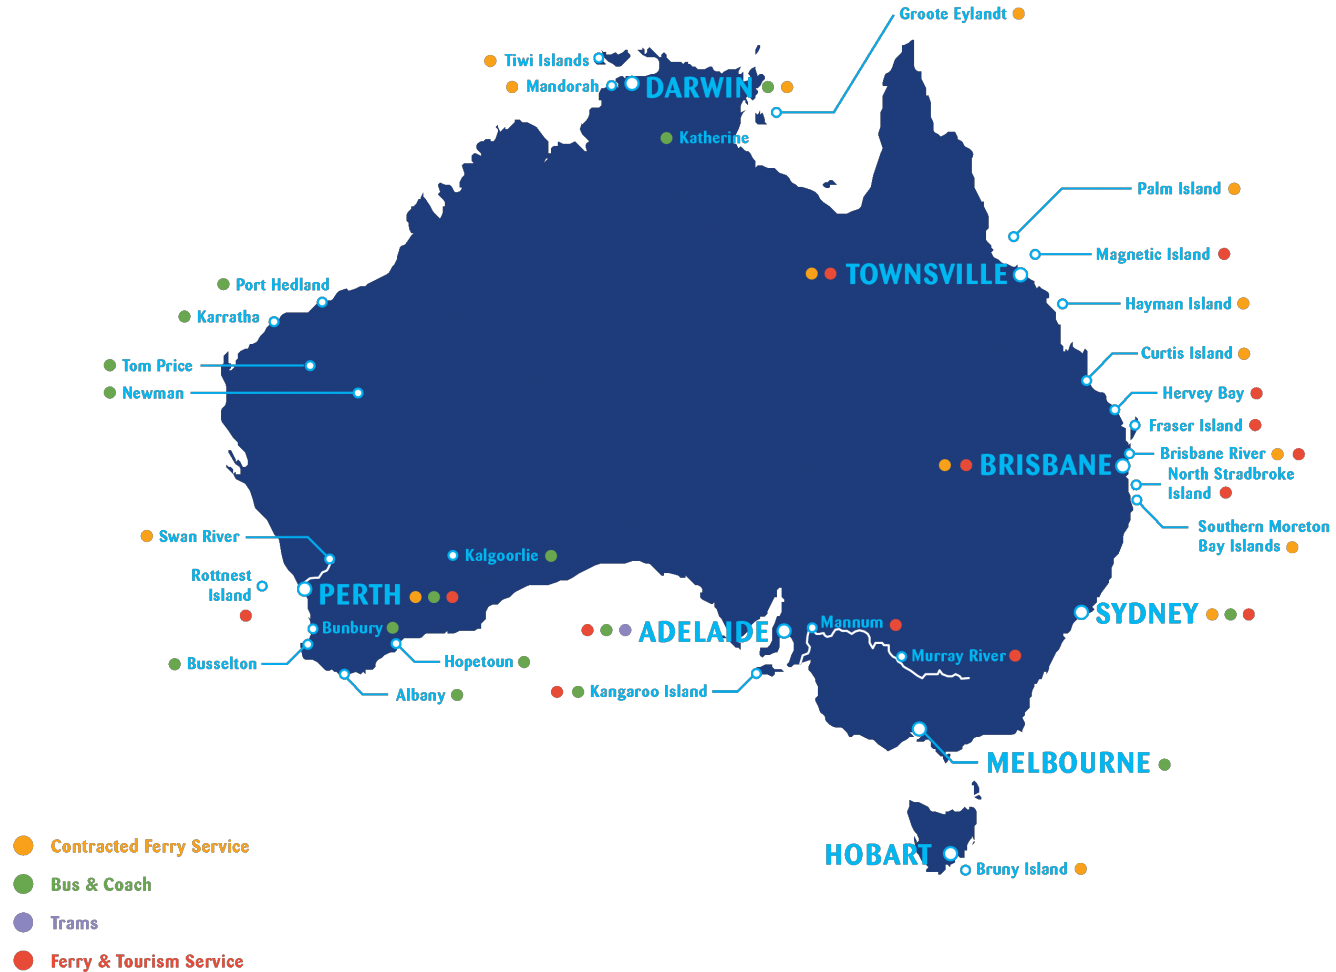 Groote Eylandt
Tiwi Islands
Mandorah
DARWIN
Katherine
Palm Island
Magnetic Island
TOWNSVILLE
Port Hedland
Hayman Island
Karratha
Curtis Island
Tom Price
Newman
Hervey Bay
Fraser Island
Brisbane River
BRISBANE
North Stradbroke
Island
Southern Moreton
Bay Islands
Swan River
Kalgoorlie
Rottnest
Island
PERTH
SYDNEY
Bunbury
Mannum
ADELAIDE
Murray River
Busselton
Hopetoun
Albany
Kangaroo Island
MELBOURNE
HOBART
Bruny Island
Contracted Ferry Service
Bus & Coach
Trams
Ferry & Tourism Service